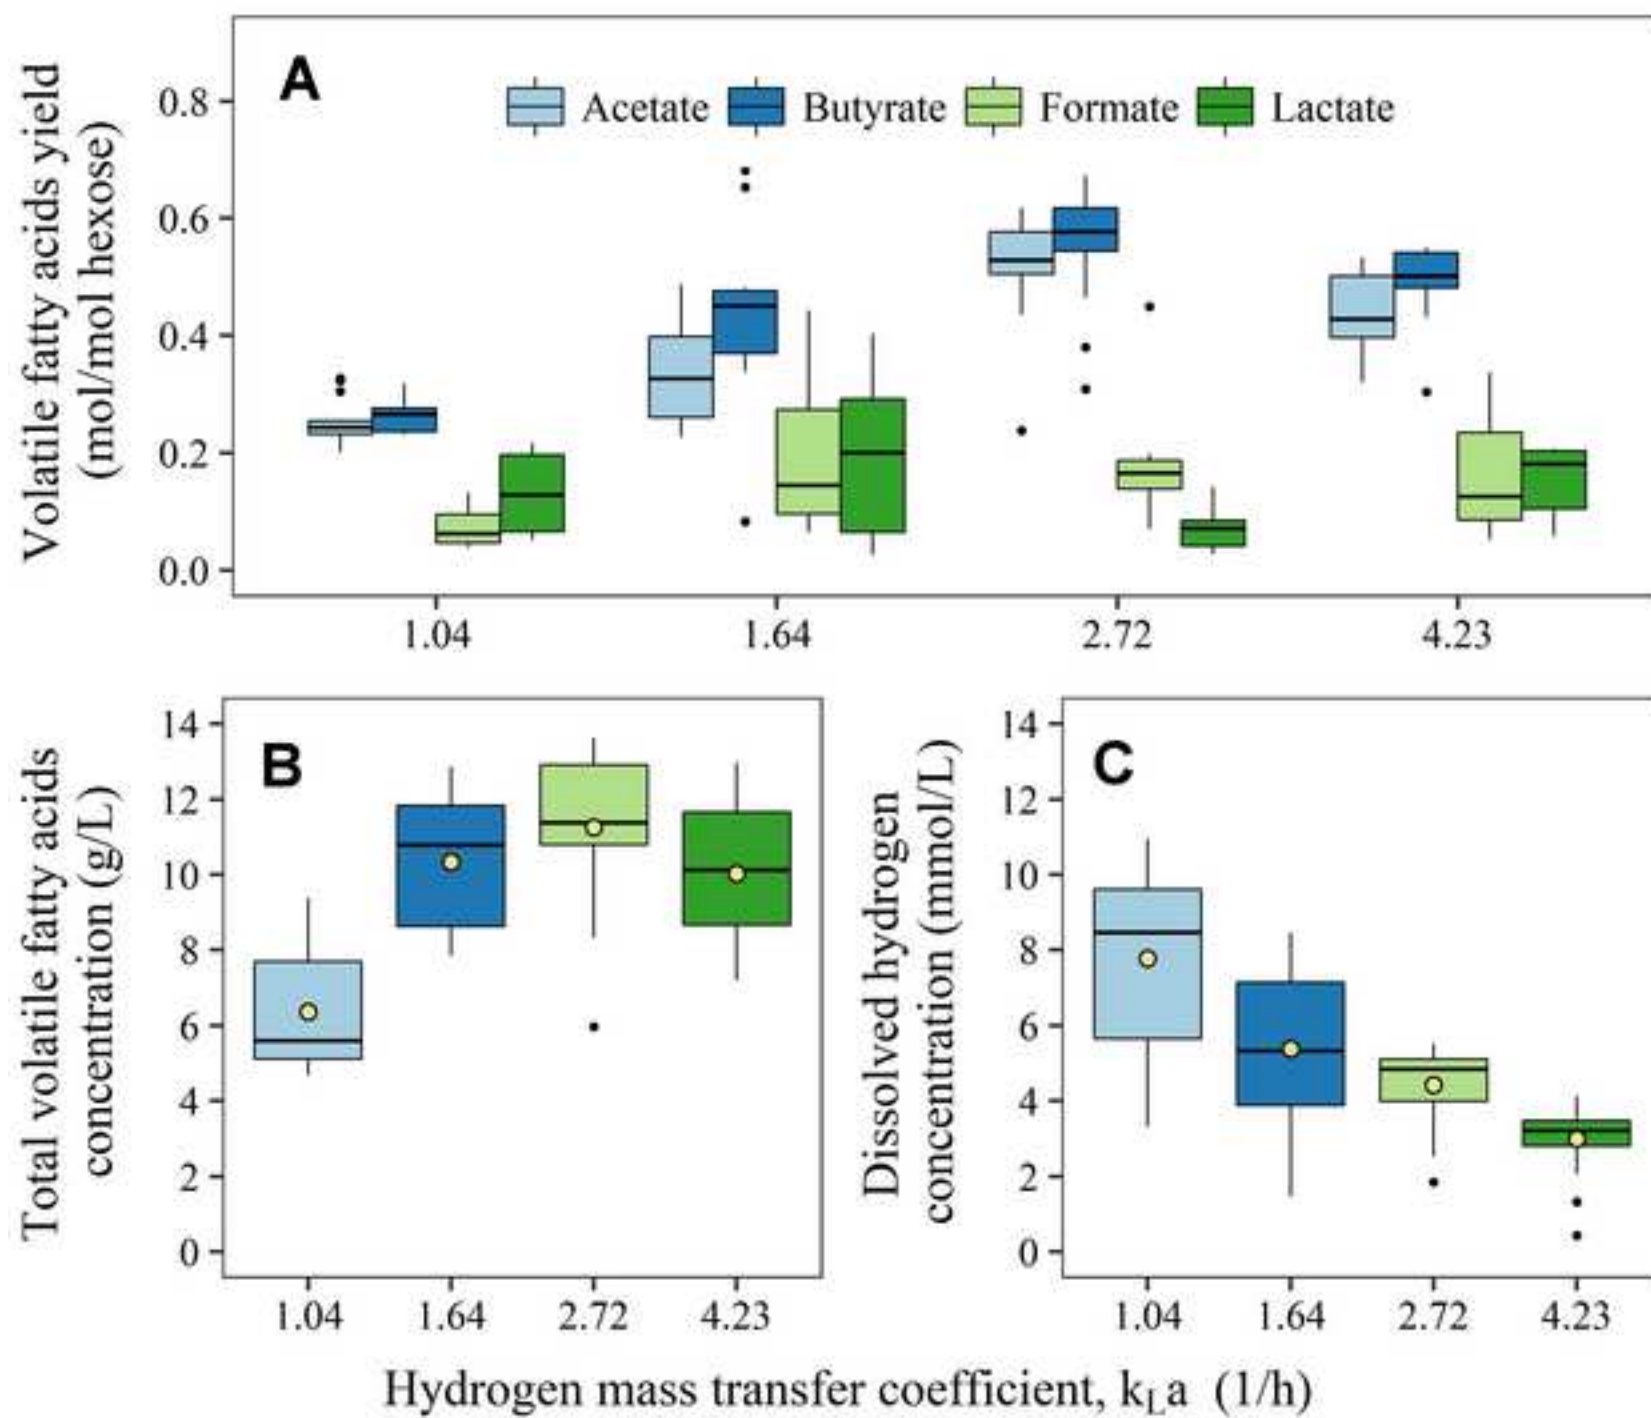 A
Acetate Butyrate Formate Lactate
Volatile fatty acids yield
(mol/mol hexose)
0.8
0.6
0.4
0.2
0.0
1.04 1.64 2.72 4.23
B
Total volatile fatty acids
concentration (g/L)
14
12
10
8
6
4
2
0
1.04 1.64 2.72 4.23
C
Dissolved hydrogen
concentration (mmol/L)
14
12
10
8
6
4
2
0
1.04 1.64 2.72 4.23
Hydrogen mass transfer coefficient, kLa (1/h)